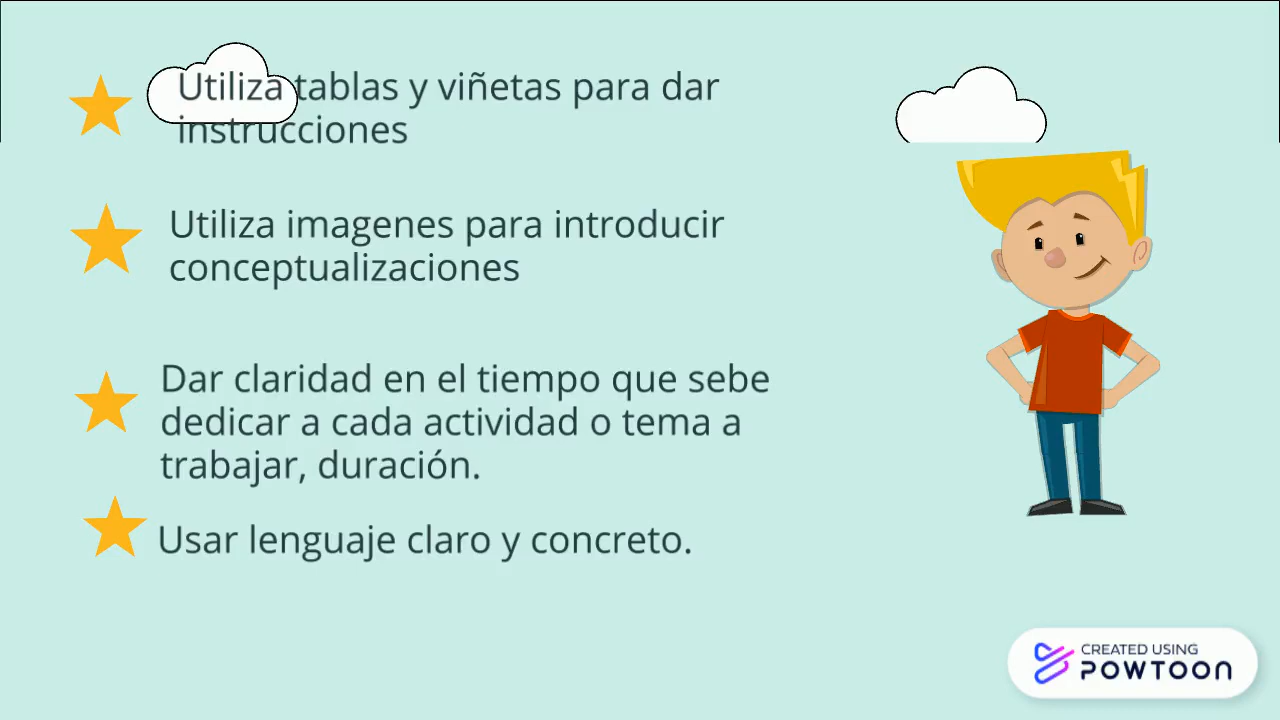 Utiliza tablas y viñetas para dar
instrucciones
Utiliza imagenes para introducir
conceptualizaciones
Dar claridad en el tiempo que sebe
dedicar a cada actividad o tema a
trabajar, duración.
Usar lenguaje claro y concreto.
CREATED USING
POWTOON